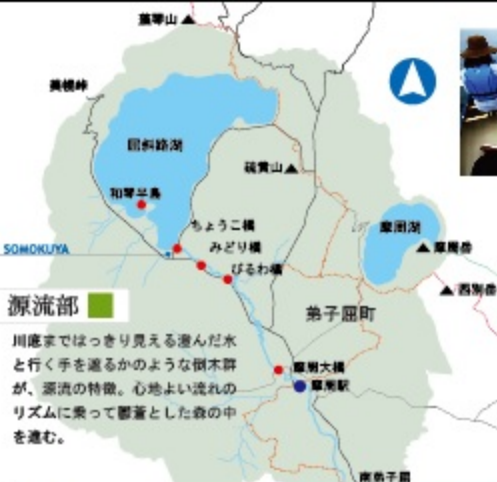 藻琴山
美幌峠
回斜路湖
硫黄山
和琴半島
摩周湖
ちょうこ橋
摩周岳
みどり橋
SOMOKUYA
びるわ橋
西別岳
源流部
弟子屈町
川底まではっきり見える澄んだ水
と行く手を遮るかのような倒木群
が、源流の特徴。心地よい流れの
リズムに乗って鬱蒼とした森の中
を進む。
摩周大橋
摩周駅
南弟子屈